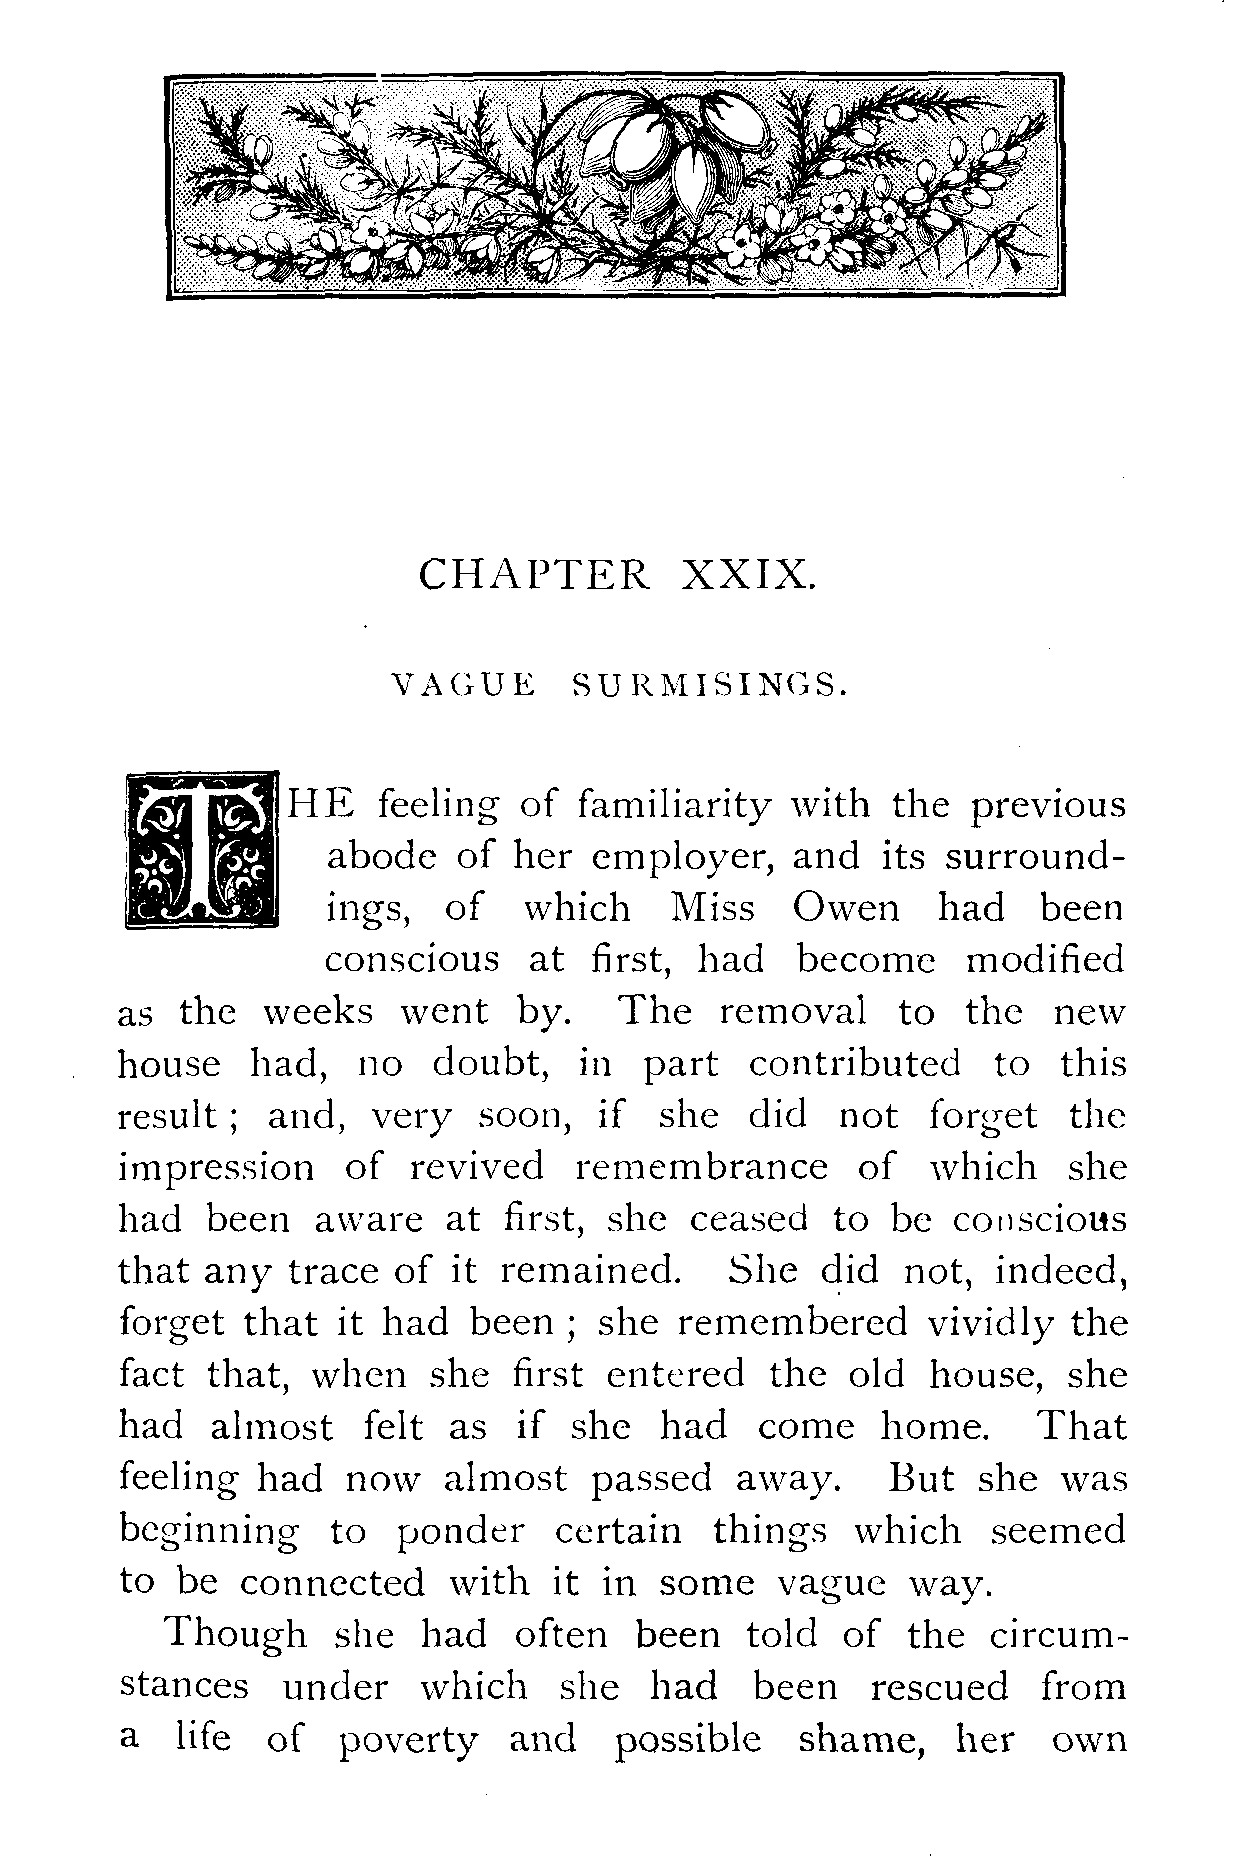 CHAPTER XXIX.
VAGUE SURMISINGS.
THE feeling of familiarity with the previous
abode of her employer, and its surround-
ings, of which Miss Owen had been
conscious at first, had become modified
as the weeks went by. The removal to the new
house had, no doubt, in part contributed to this
result ; and, very soon, if she did not forget the
impression of revived remembrance of which she
had been aware at first, she ceased to be conscious
that any trace of it remained. She did not, indeed,
forget that it had been ; she remembered vividly the
fact that, when she first entered the old house, she
had almost felt as if she had come home. That
feeling had now almost passed away. But she was
beginning to ponder certain things which seemed
to be connected with it in some vague way.
Though she had often been told of the circum-
stances under which she had been rescued from
a life of poverty and possible shame, her own